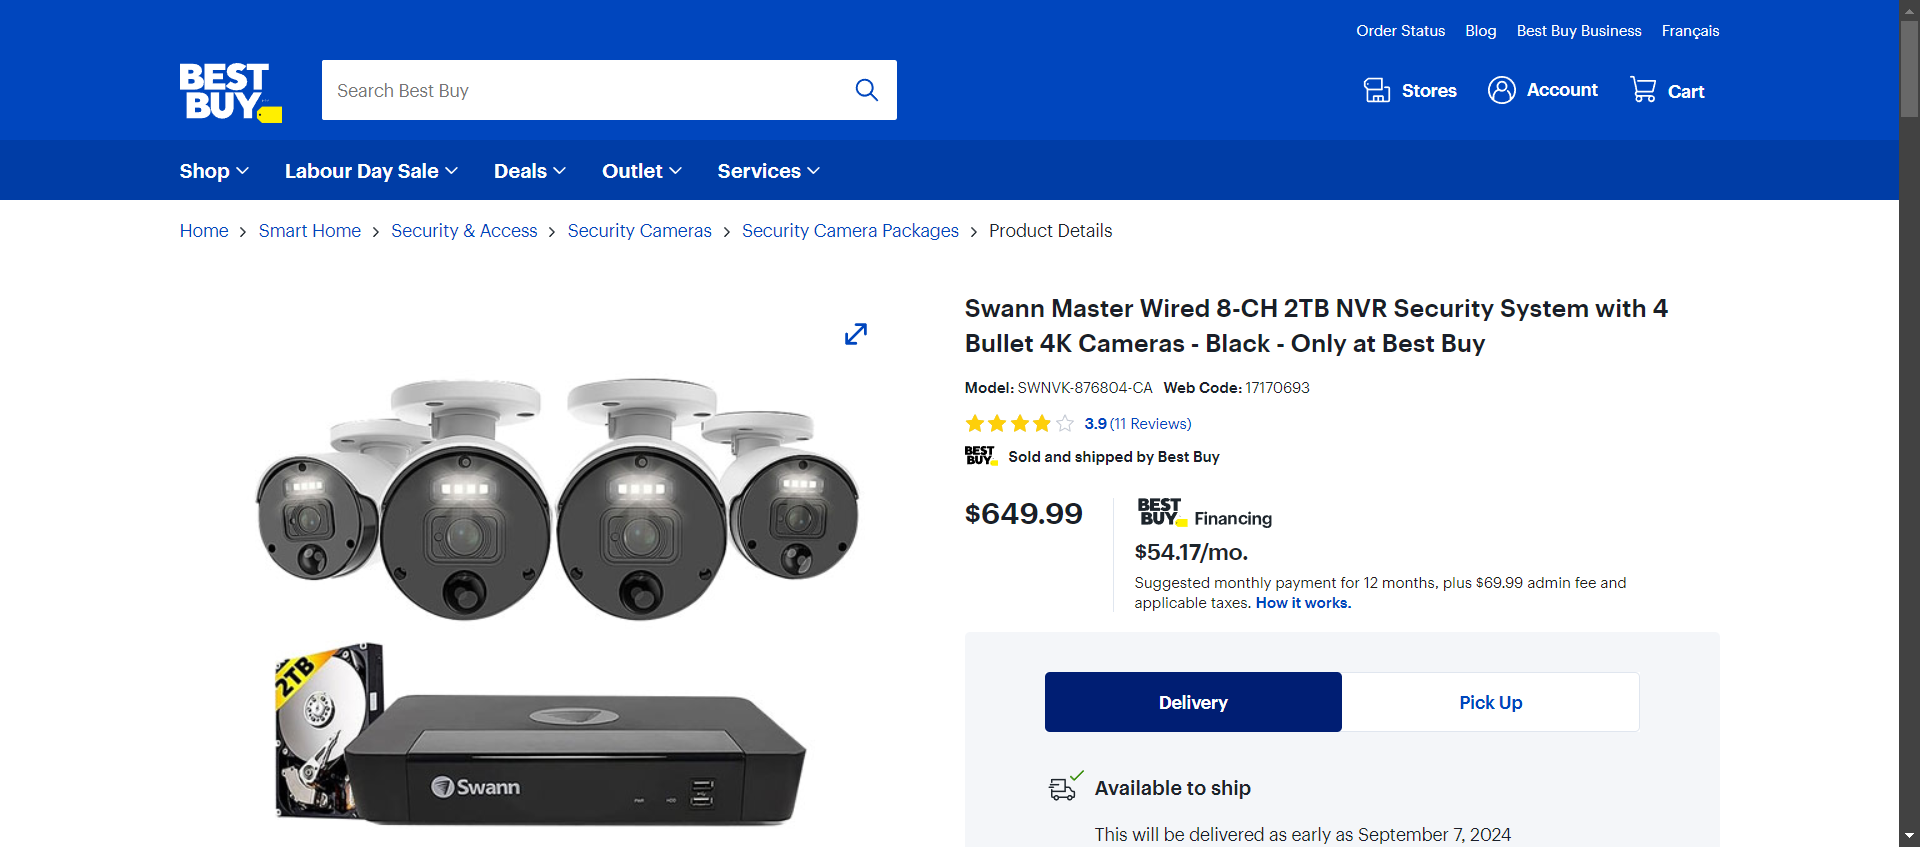 Order Status Blog Best Buy Business Français
BEST
BUY
Search Best Buy
Stores Account Cart
Shop Labour Day Sale Deals Outlet Services
Home > Smart Home > Security & Access > Security Cameras > Security Camera Packages > Product Details
Swann Master Wired 8-CH 2TB NVR Security System with 4
Bullet 4K Cameras - Black - Only at Best Buy
Model: SWNVK-876804-CA Web Code: 17170693
3.9 (11 Reviews)
BEST
BUY
Sold and shipped by Best Buy
$649.99
BEST
BUY Financing
$54.17/mo.
Suggested monthly payment for 12 months, plus $69.99 admin fee and
applicable taxes. How it works.
Delivery Pick Up
Available to ship
This will be delivered as early as September 7, 2024
2TB
Swann
PWR HDD